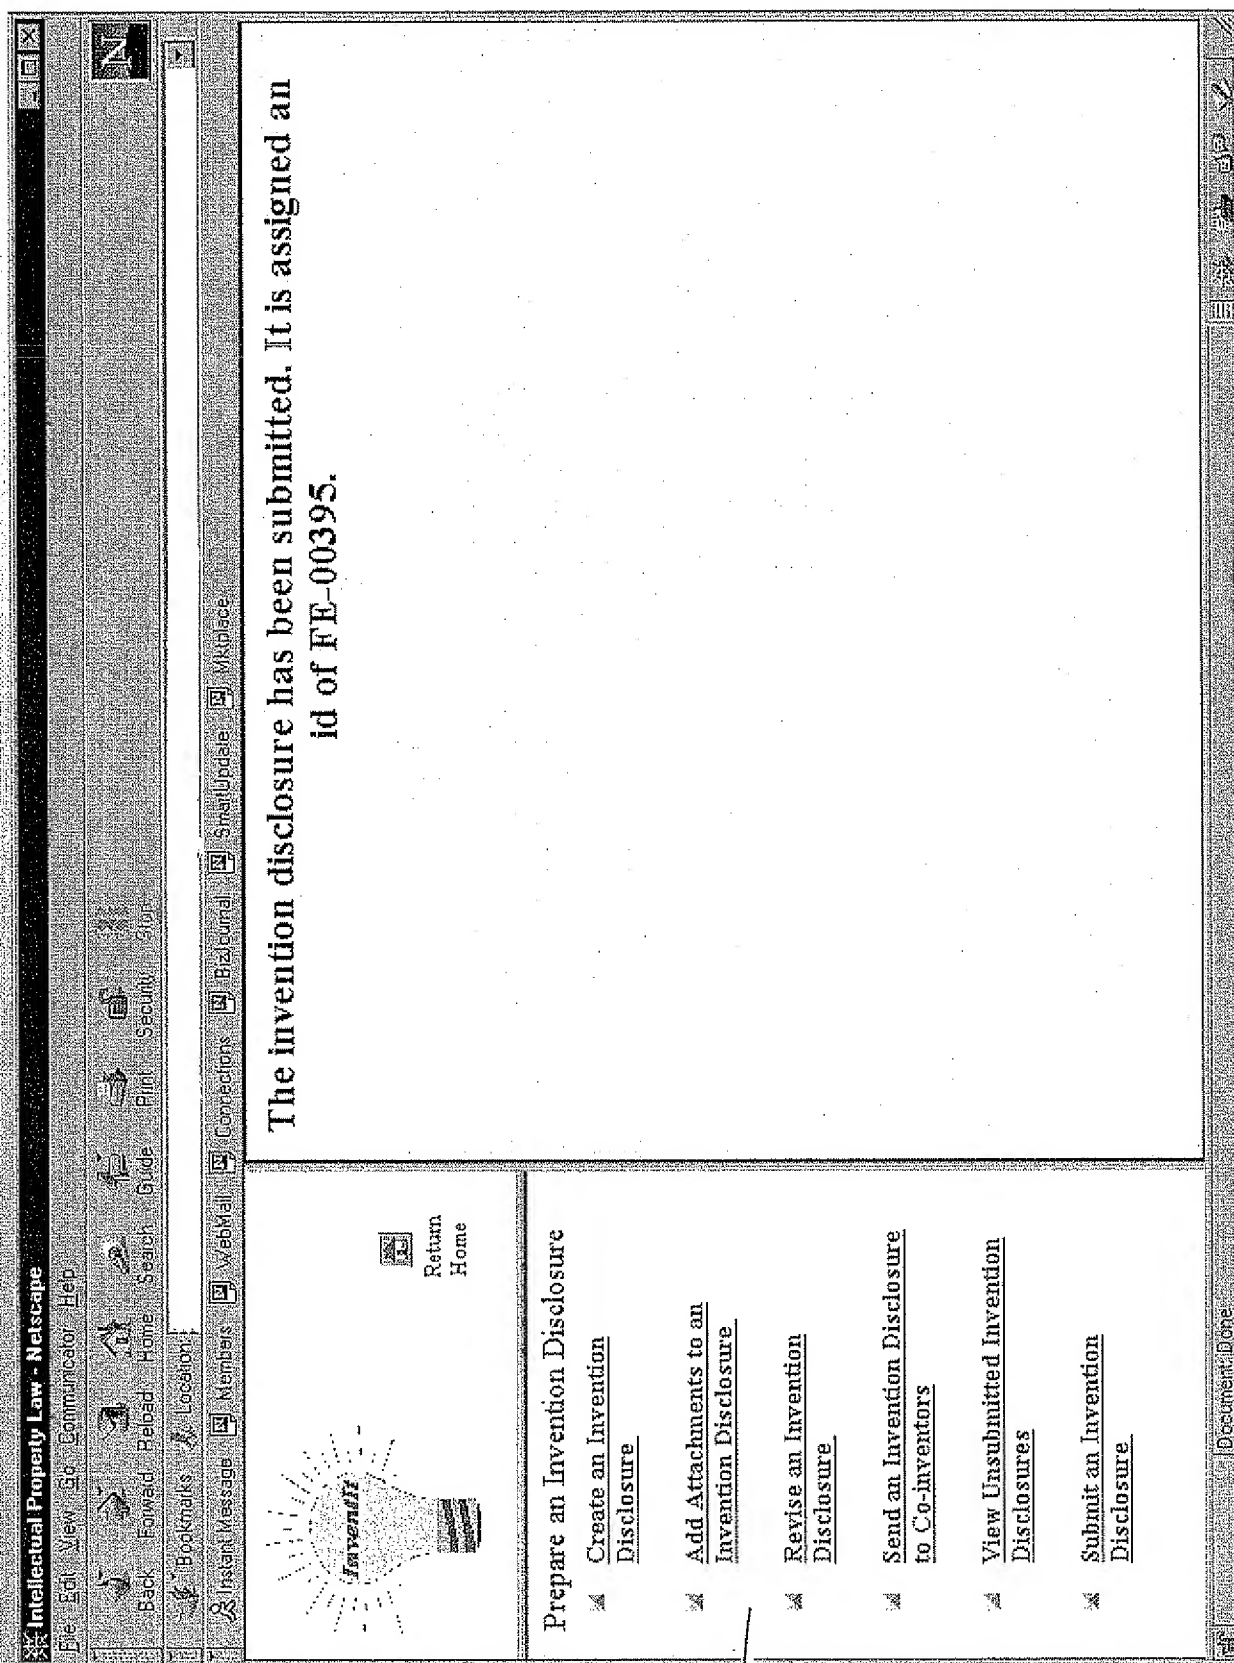 Intellectual Property Law - Netscape
File Edit View Go Communicator Help
Back Forward Reload Home Search Guide Print Security Stop
Bookmarks Location:
Instant Message Members WebMail Connections BizJournal SmartUpdate Mktplace
InventIt
Return
Home
Prepare an Invention Disclosure
Create an Invention
Disclosure
Add Attachments to an
Invention Disclosure
Revise an Invention
Disclosure
Send an Invention Disclosure
to Co-inventors
View Unsubmitted Invention
Disclosures
Submit an Invention
Disclosure
The invention disclosure has been submitted. It is assigned an
id of FE-00395.
Document: Done